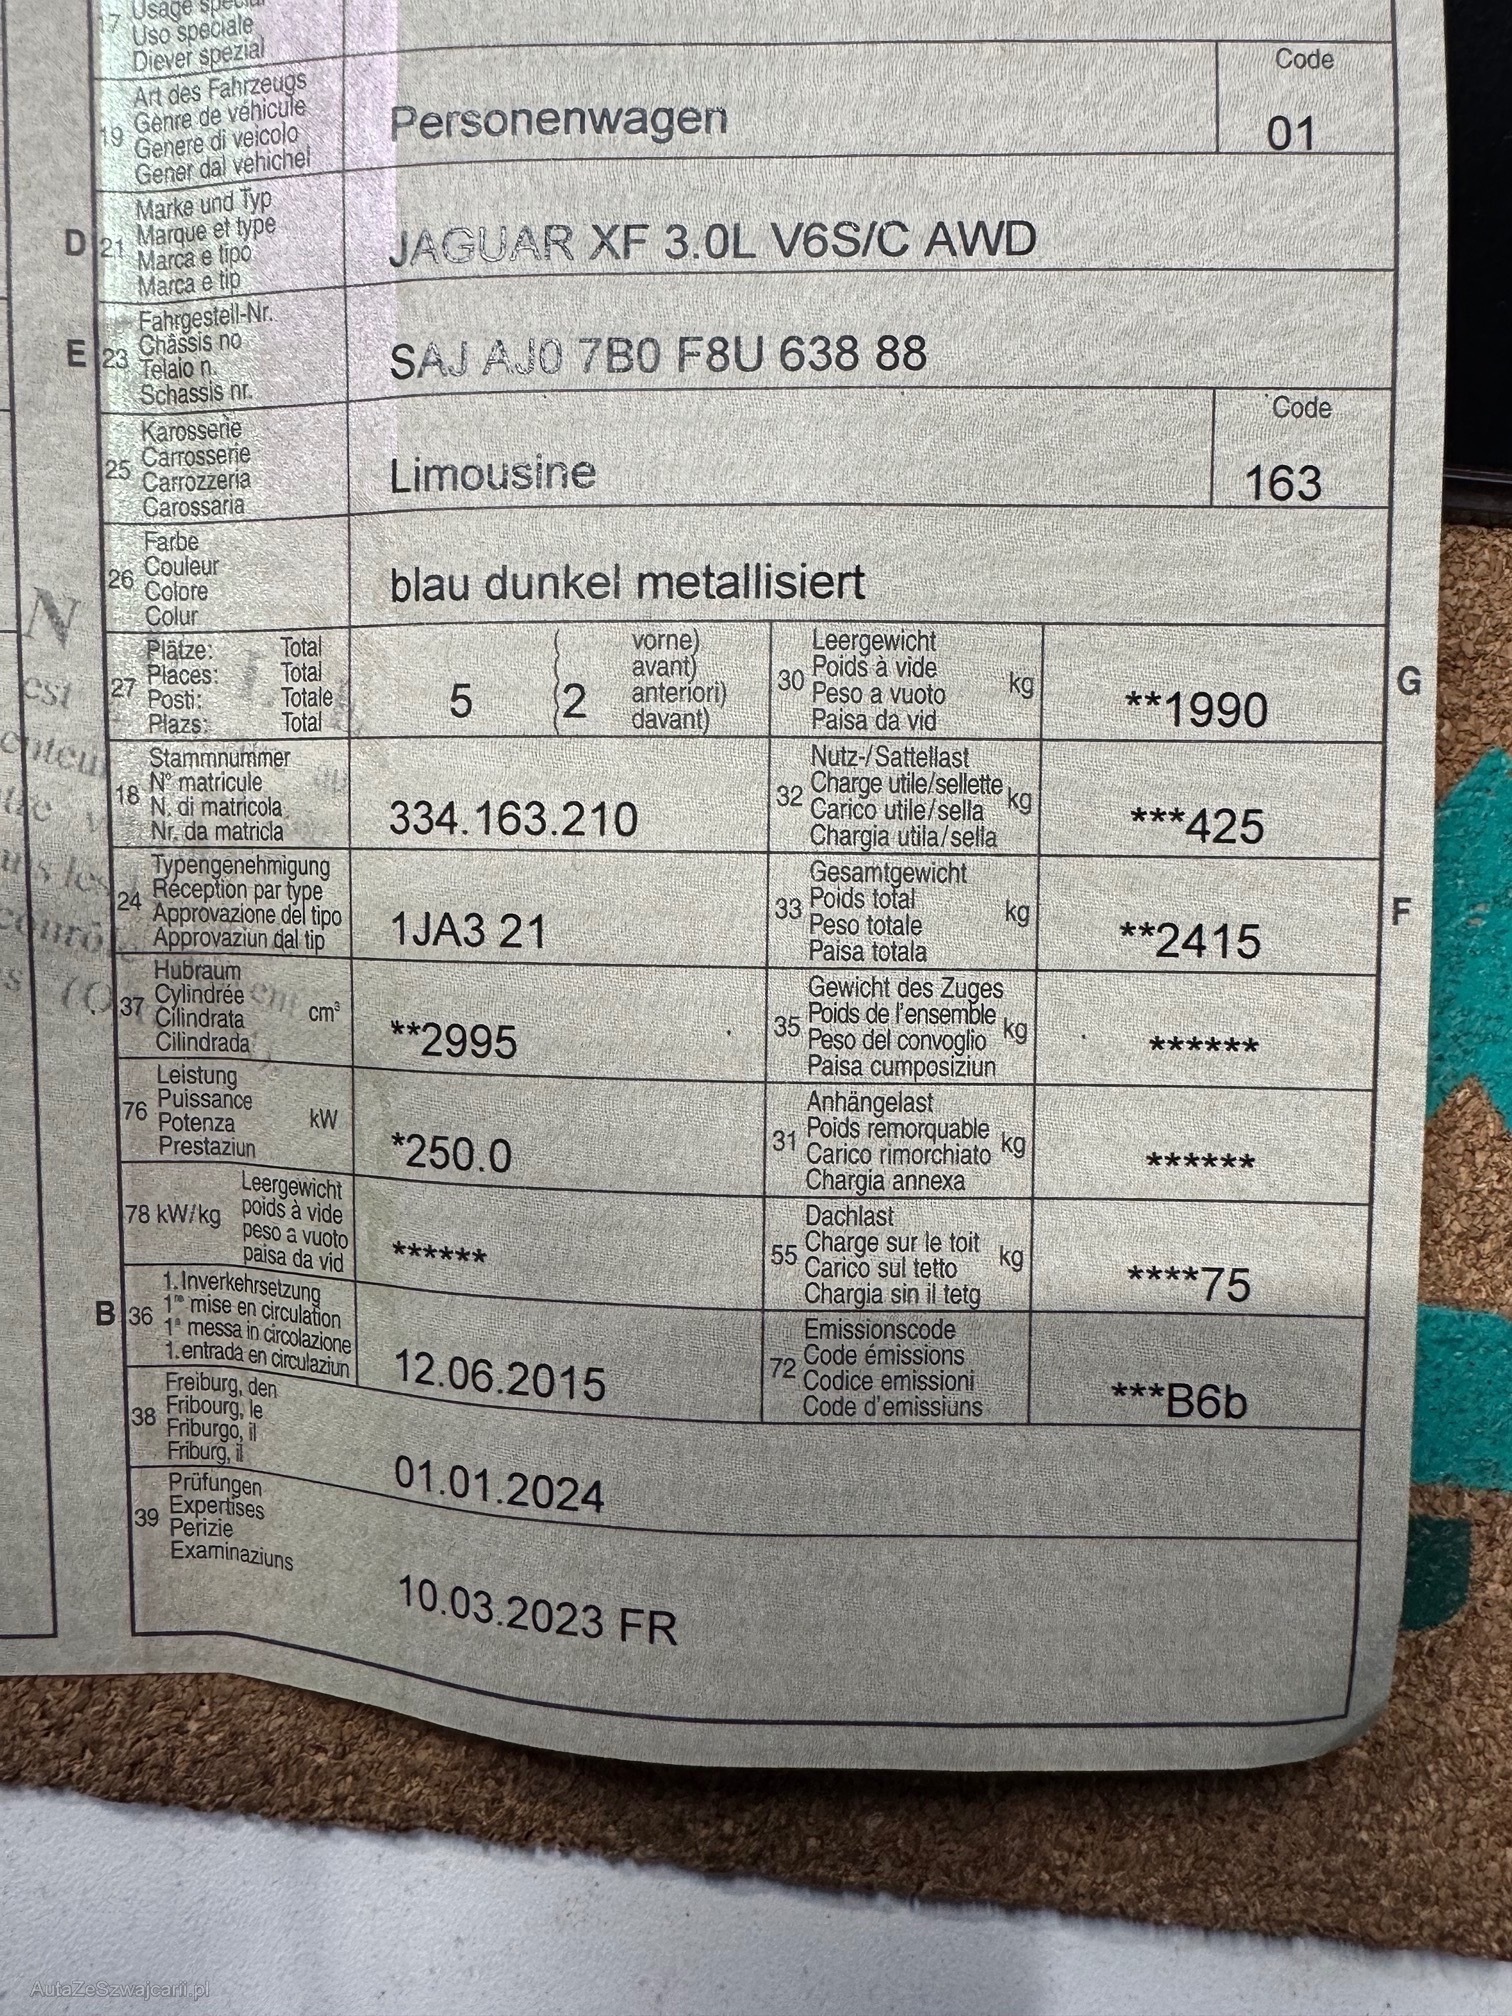 17 Usage spécial
Uso speciale
Diever spezial
19 Art des Fahrzeugs
Genre de véhicule
Genere di veicolo
Gener dal vehichel
Personenwagen
Code
01
D 21 Marke und Typ
Marque et type
Marca e tipo
Marca e tip
JAGUAR XF 3.0L V6S/C AWD
E 23 Fahrgestell-Nr.
Châssis no
Telaio n.
Schassis nr.
SAJ AJ0 7B0 F8U 638 88
25 Karosserie
Carrosserie
Carrozzeria
Carossaria
Limousine
Code
163
26 Farbe
Couleur
Colore
Colur
blau dunkel metallisiert
27 Plätze: Total
Places: Total
Posti: Totale
Plazs: Total
5 2
vorne)
avant)
anteriori)
davant)
30 Leergewicht
Poids à vide kg
Peso a vuoto
Paisa da vid
**1990
G
18 Stammnummer
N° matricule
N. di matricola
Nr. da matricla
334.163.210
32 Nutz-/Sattellast
Charge utile/sellette kg
Carico utile/sella
Chargia utila/sella
***425
24 Typengenehmigung
Réception par type
Approvazione del tipo
Approvaziun dal tip
1JA3 21
33 Gesamtgewicht
Poids total kg
Peso totale
Paisa totala
**2415
F
37 Hubraum
Cylindrée cm³
Cilindrata
Cilindrada
**2995
35 Gewicht des Zuges
Poids de l'ensemble kg
Peso del convoglio
Paisa cumposiziun
******
76 Leistung
Puissance kW
Potenza
Prestaziun
*250.0
31 Anhängelast
Poids remorquable kg
Carico rimorchiato
Chargia annexa
******
78 kW/kg Leergewicht
poids à vide
peso a vuoto
paisa da vid
******
55 Dachlast
Charge sur le toit kg
Carico sul tetto
Chargia sin il tetg
****75
B 36 1.Inverkehrsetzung
1re mise en circulation
1a messa in circolazione
1.entrada en circulaziun
12.06.2015
72 Emissionscode
Code émissions
Codice emissioni
Code d'emissiuns
***B6b
38 Freiburg, den
Fribourg, le
Friburgo, il
Friburg, il
01.01.2024
39 Prüfungen
Expertises
Perizie
Examinaziuns
10.03.2023 FR
N
est
AutaZeSzwajcarii.pl